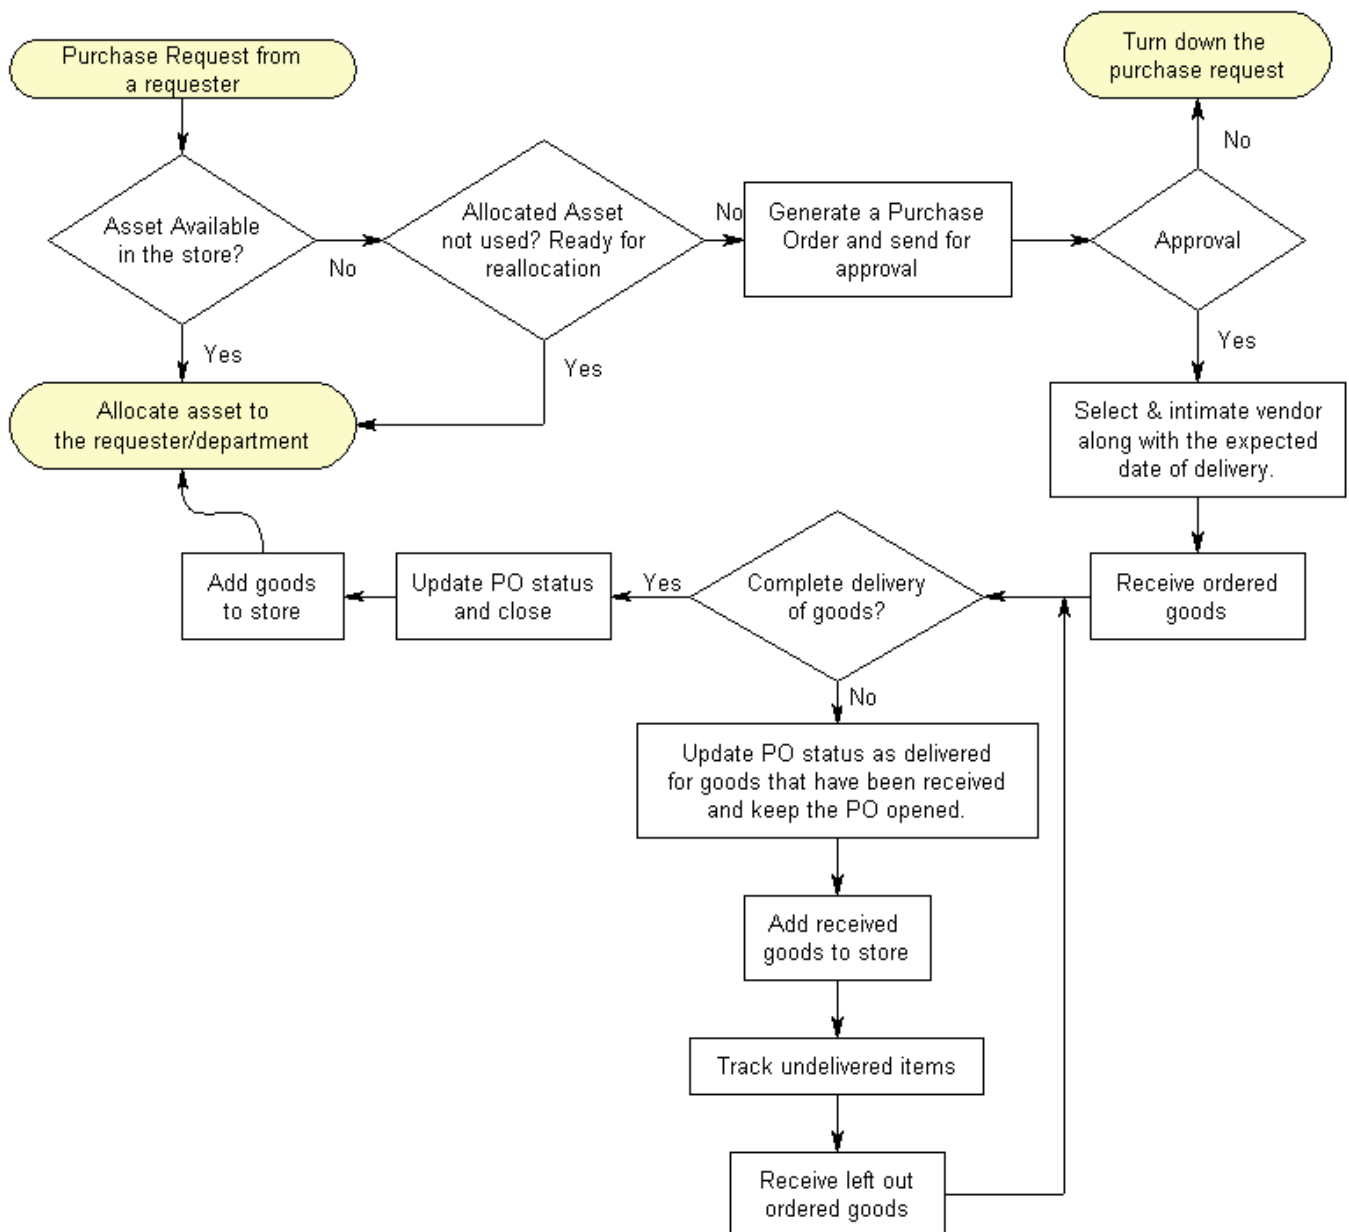 Purchase Request from
a requester
Turn down the
purchase request
No
Asset Available
in the store?
No
Allocated Asset
not used? Ready for
reallocation
No
Generate a Purchase
Order and send for
approval
Approval
Yes
Yes
Yes
Allocate asset to
the requester/department
Select & intimate vendor
along with the expected
date of delivery.
Receive ordered
goods
Complete delivery
of goods?
Yes
Update PO status
and close
Add goods
to store
No
Update PO status as delivered
for goods that have been received
and keep the PO opened.
Add received
goods to store
Track undelivered items
Receive left out
ordered goods